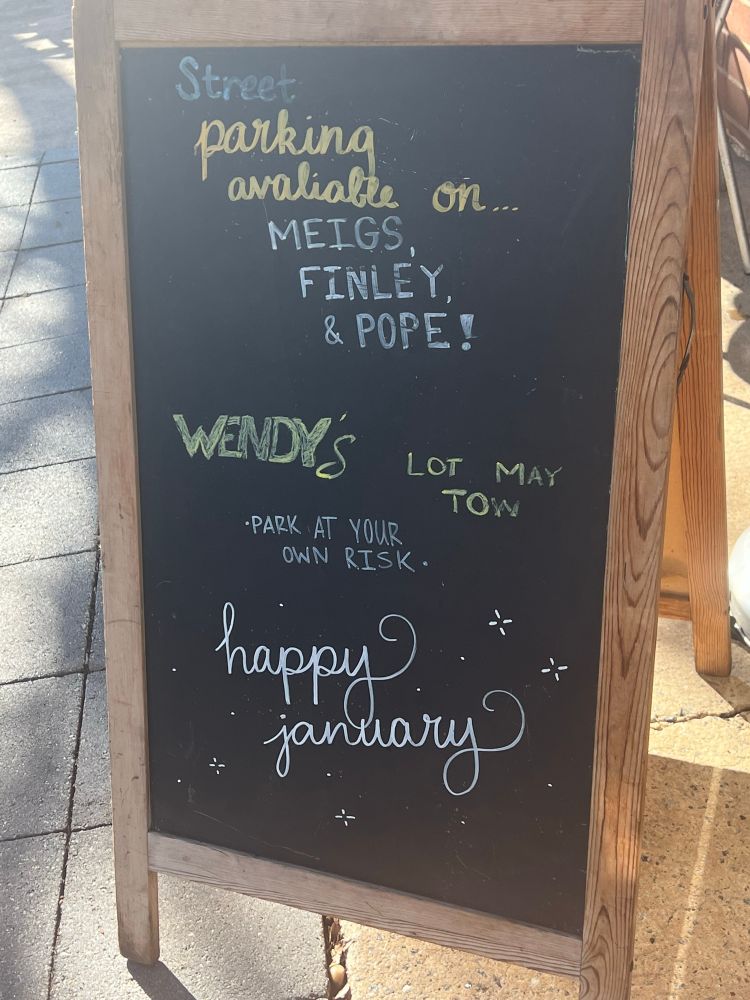 Street
parking
avaliable on...
MEIGS,
FINLEY,
& POPE!
WENDY's LOT MAY
TOW
·PARK AT YOUR
OWN RISK·
happy
january